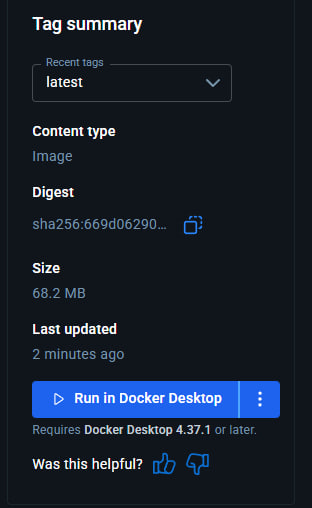 Tag summary
Recent tags
latest
Content type
Image
Digest
sha256:669d06290...
Size
68.2 MB
Last updated
2 minutes ago
Run in Docker Desktop
Requires Docker Desktop 4.37.1 or later.
Was this helpful?